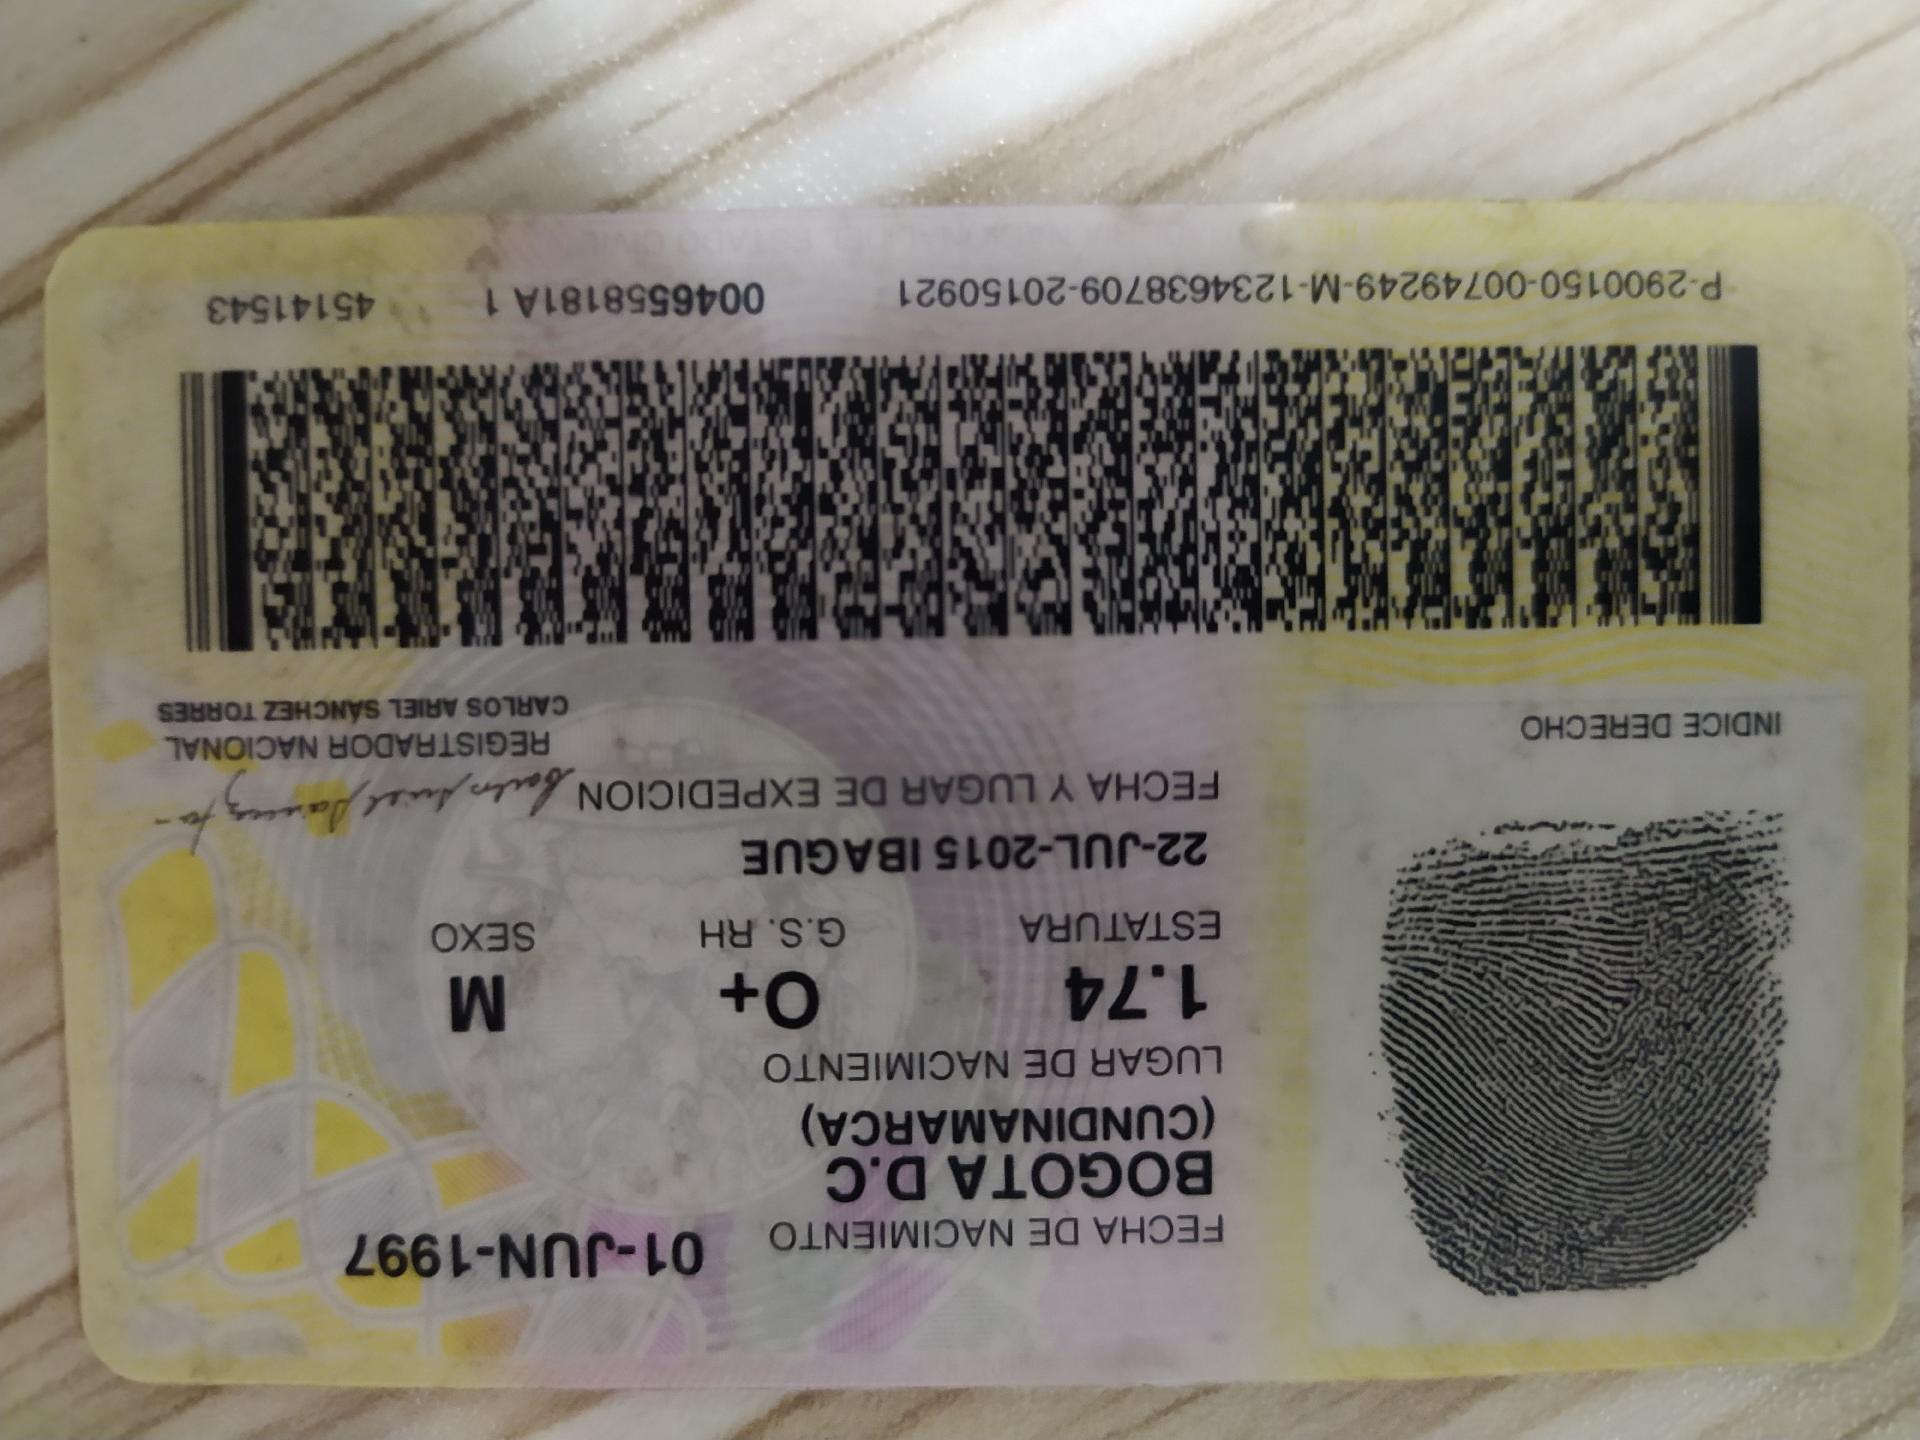 FECHA DE NACIMIENTO 01-JUN-1997
BOGOTA D.C
(CUNDINAMARCA)
LUGAR DE NACIMIENTO
1.74 O+ M
ESTATURA G.S. RH SEXO
22-JUL-2015 IBAGUE
FECHA Y LUGAR DE EXPEDICION
REGISTRADOR NACIONAL
CARLOS ARIEL SANCHEZ TORRES
INDICE DERECHO
P-2900150-00749249-M-1234638709-20150921 0046558181A 1 45141543